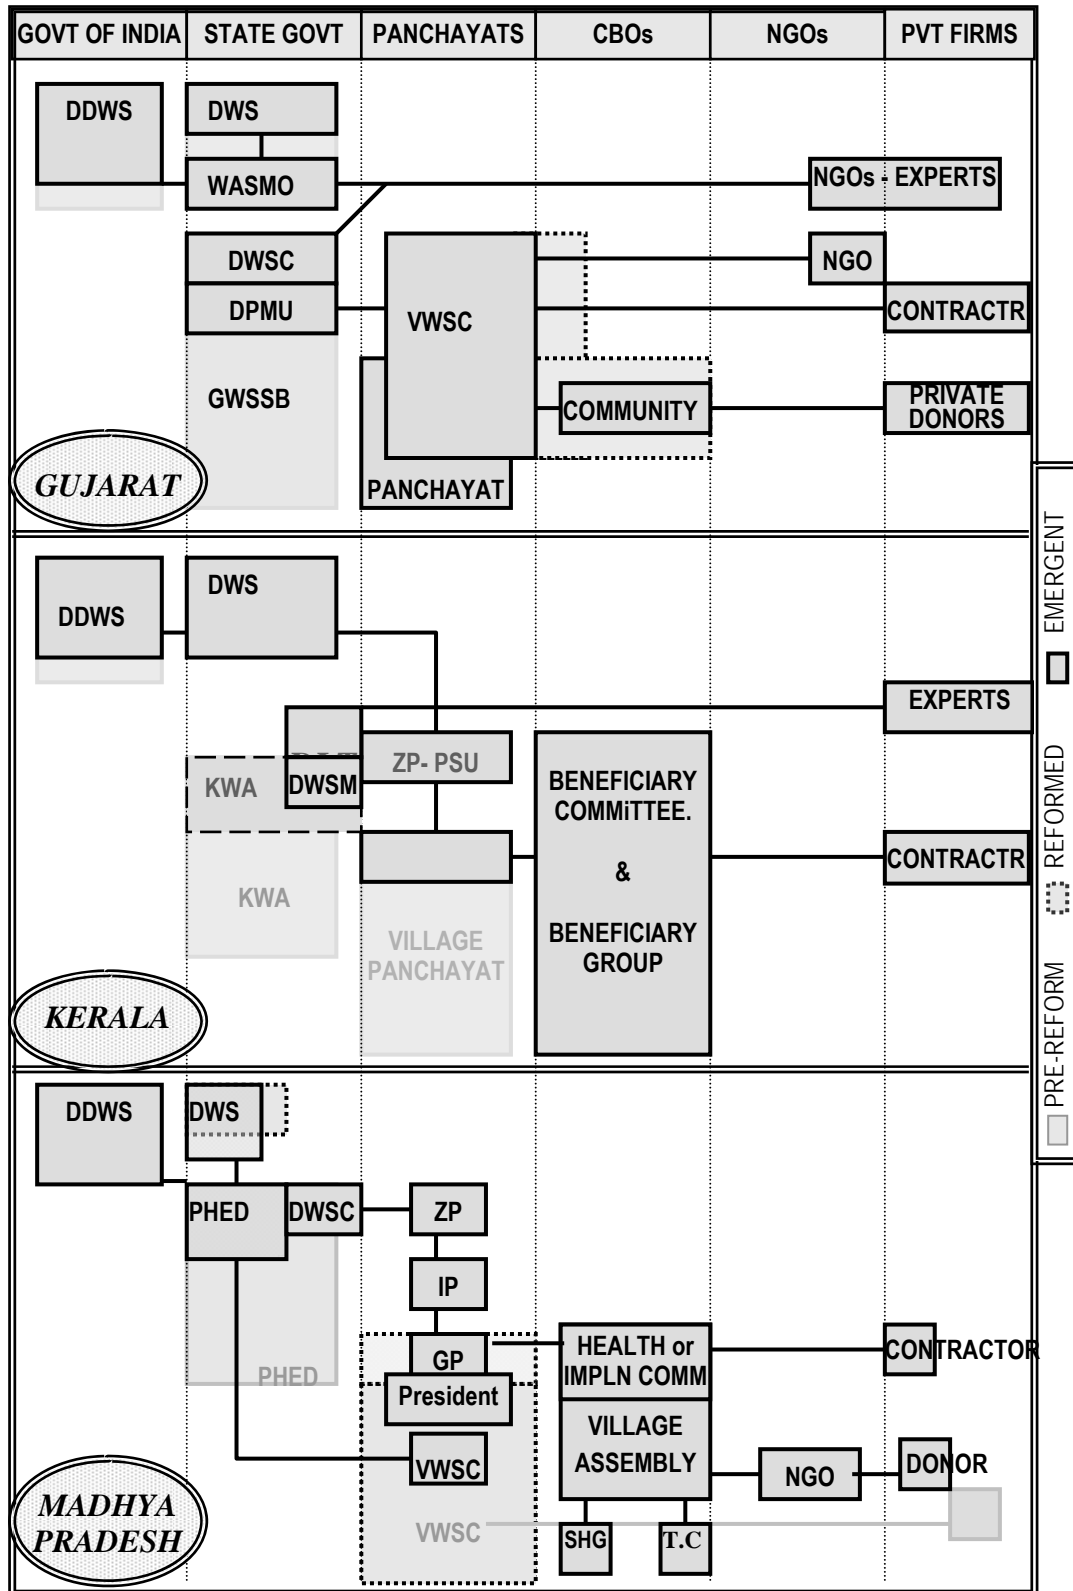 GOVT OF INDIA STATE GOVT PANCHAYATS CBOs NGOs PVT FIRMS
DDWS
DWS
WASMO
NGOs - EXPERTS
DWSC
NGO
DPMU
VWSC
CONTRACTR
GWSSB
COMMUNITY
PRIVATE
DONORS
GUJARAT
PANCHAYAT
DDWS
DWS
EXPERTS
ZP- PSU
KWA
DWSM
BENEFICIARY
COMMiTTEE.
&
BENEFICIARY
GROUP
CONTRACTR
KWA
VILLAGE
PANCHAYAT
KERALA
DDWS
DWS
PHED
DWSC
ZP
IP
GP
HEALTH or
IMPLN COMM
CONTRACTOR
PHED
President
VILLAGE
ASSEMBLY
VWSC
NGO
DONOR
VWSC
SHG
T.C
MADHYA
PRADESH
PRE-REFORM REFORMED EMERGENT